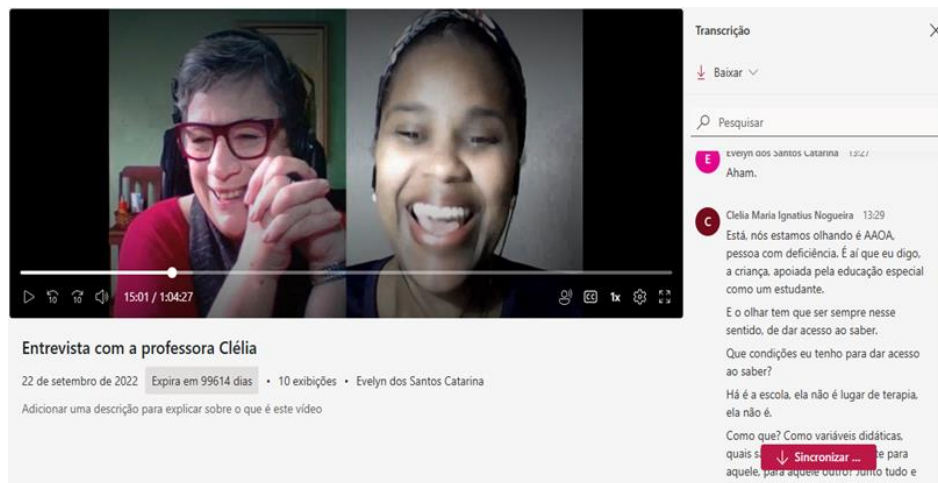 15:01 / 1:04:27
CC
1x
Entrevista com a professora Clélia
22 de setembro de 2022 Expira em 99614 dias • 10 exibições • Evelyn dos Santos Catarina
Adicionar uma descrição para explicar sobre o que é este vídeo
Transcrição
Baixar
Pesquisar
E Evelyn dos Santos Catarina 13:27
Aham.
C Clelia Maria Ignatius Nogueira 13:29
Está, nós estamos olhando é AAOA,
pessoa com deficiência. É aí que eu digo,
a criança, apoiada pela educação especial
como um estudante.
E o olhar tem que ser sempre nesse
sentido, de dar acesso ao saber.
Que condições eu tenho para dar acesso
ao saber?
Há é a escola, ela não é lugar de terapia,
ela não é.
Como que? Como variáveis didáticas,
quais te para
Sincronizar ...
aquele, para aquele outro? Junto tudo e